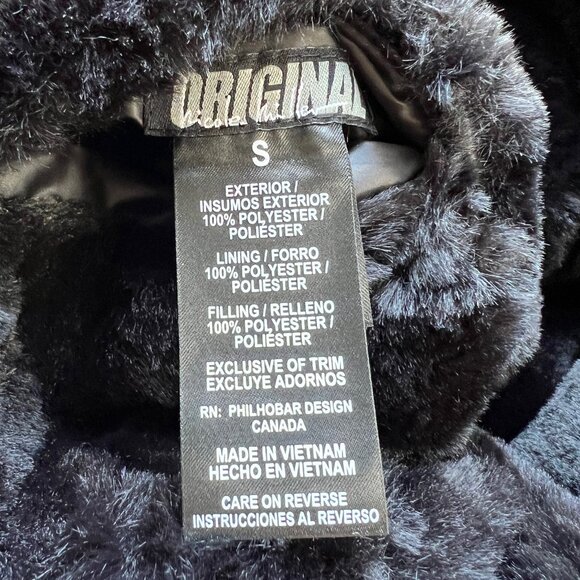 ORIGINAL
S
EXTERIOR /
INSUMOS EXTERIOR
100% POLYESTER /
POLIÉSTER
LINING / FORRO
100% POLYESTER /
POLIÉSTER
FILLING / RELLENO
100% POLYESTER /
POLIÉSTER
EXCLUSIVE OF TRIM
EXCLUYE ADORNOS
RN: PHILHOBAR DESIGN
CANADA
MADE IN VIETNAM
HECHO EN VIETNAM
CARE ON REVERSE
INSTRUCCIONES AL REVERSO